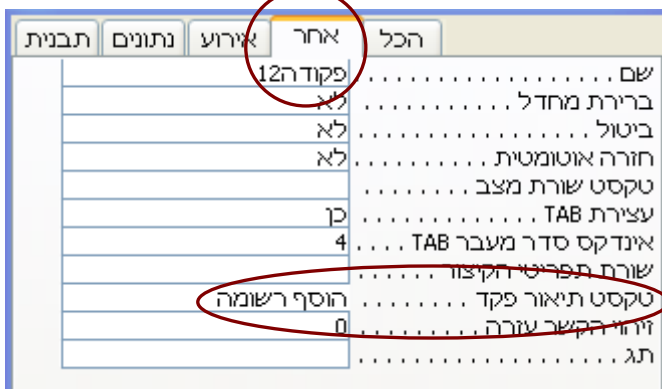 הכל אחר אירוע נתונים תבנית
שם . . . . . . . . . . . . . . . . . . פקודה12
ברירת מחדל . . . . . . . . . . . לא
ביטול . . . . . . . . . . . . . . . . לא
חזרה אוטומטית . . . . . . . . . לא
טקסט שורת מצב . . . . . . . .
עצירת TAB . . . . . . . . . . . . . כן
אינדקס סדר מעבר TAB . . . . 4
שורת תפריטי הקיצור . . . . . .
טקסט תיאור פקד . . . . . . . . הוסף רשומה
זיהוי הקשר עזרה . . . . . . . . . 0
תג . . . . . . . . . . . . . . . . . . .